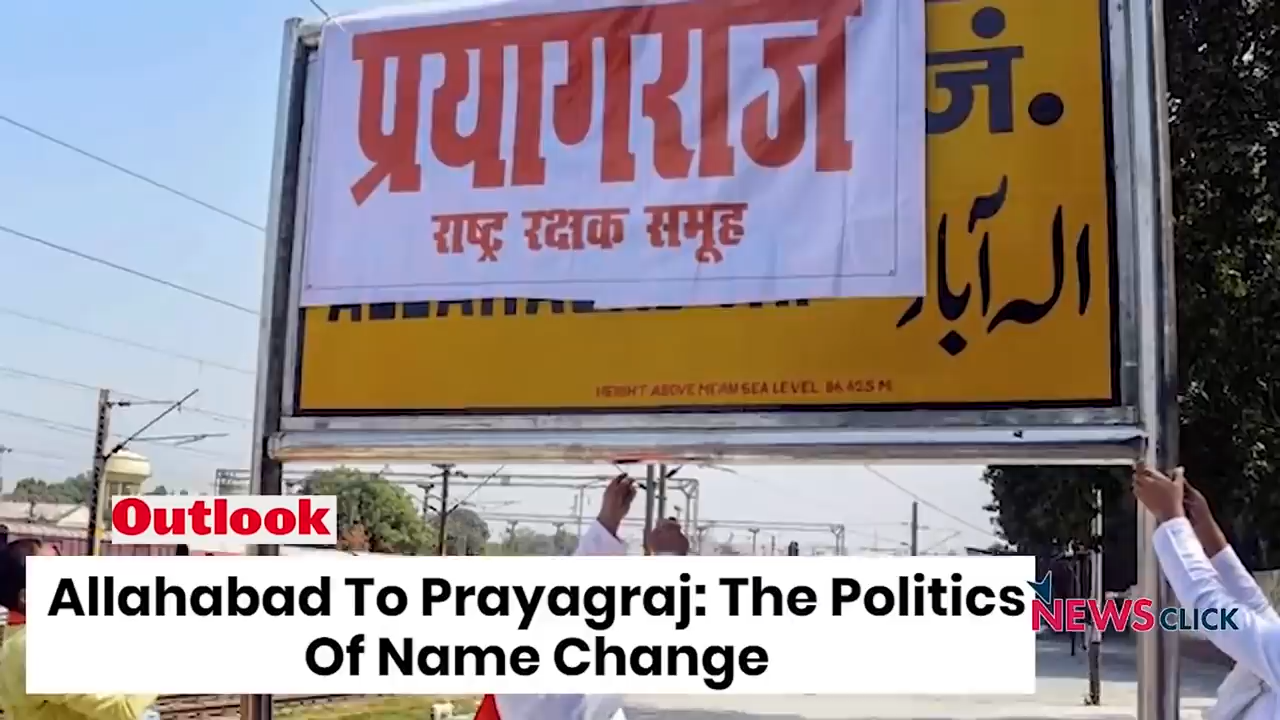 प्रयागराज
राष्ट्र रक्षक समूह
जं.
الہ آباد
HEIGHT ABOVE MEAN SEA LEVEL 86.425 M
Outlook
Allahabad To Prayagraj: The Politics
Of Name Change
NEWSCLICK